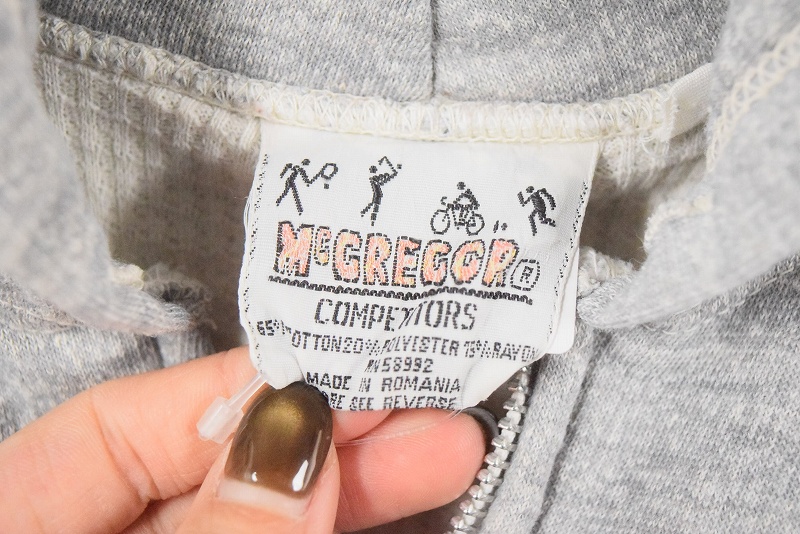 McGREGOR®
COMPETITORS
65% COTTON 20% POLYESTER 15% RAYON
RN 58992
MADE IN ROMANIA
SEE REVERSE